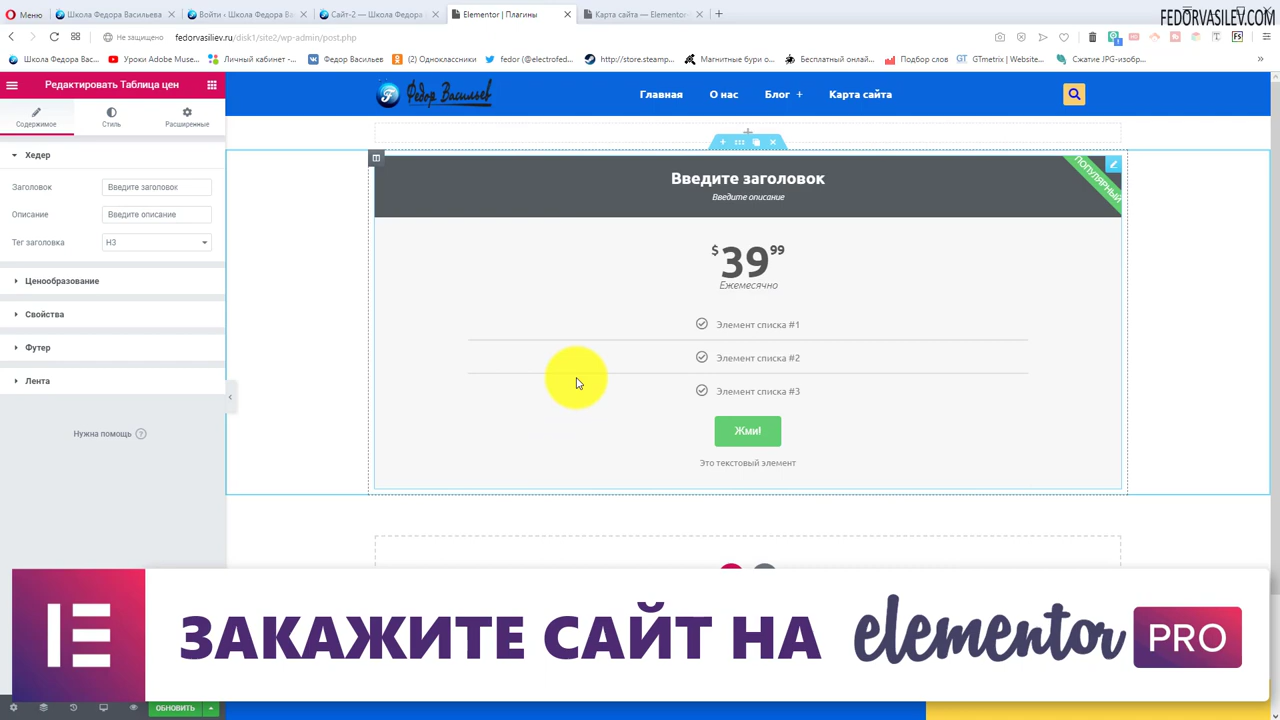 FEDORVASILEV.COM
Меню
Школа Федора Васильева
Войти ‹ Школа Федора В
Сайт-2 — Школа Федора
Elementor | Плагины
Карта сайта — Elemento
Не защищено
fedorvasiliev.ru/disk1/site2/wp-admin/post.php
Школа Федора Вас...
Уроки Adobe Muse...
Личный кабинет -...
Федор Васильев
(2) Одноклассники
fedor (@electrofed...
http://store.steamp...
Магнитные бури о...
Бесплатный онлай...
Подбор слов
GTmetrix | Website...
Сжатие JPG-изобр...
Редактировать Таблица цен
Содержимое
Стиль
Расширенные
Хедер
Заголовок
Введите заголовок
Описание
Введите описание
Тег заголовка
H3
Ценообразование
Свойства
Футер
Лента
Нужна помощь
ОБНОВИТЬ
Федор Васильев
Главная
О нас
Блог +
Карта сайта
Введите заголовок
Введите описание
ПОПУЛЯРНЫЙ
$ 39 99
Ежемесячно
Элемент списка #1
Элемент списка #2
Элемент списка #3
Жми!
Это текстовый элемент
ЗАКАЖИТЕ САЙТ НА elementor PRO